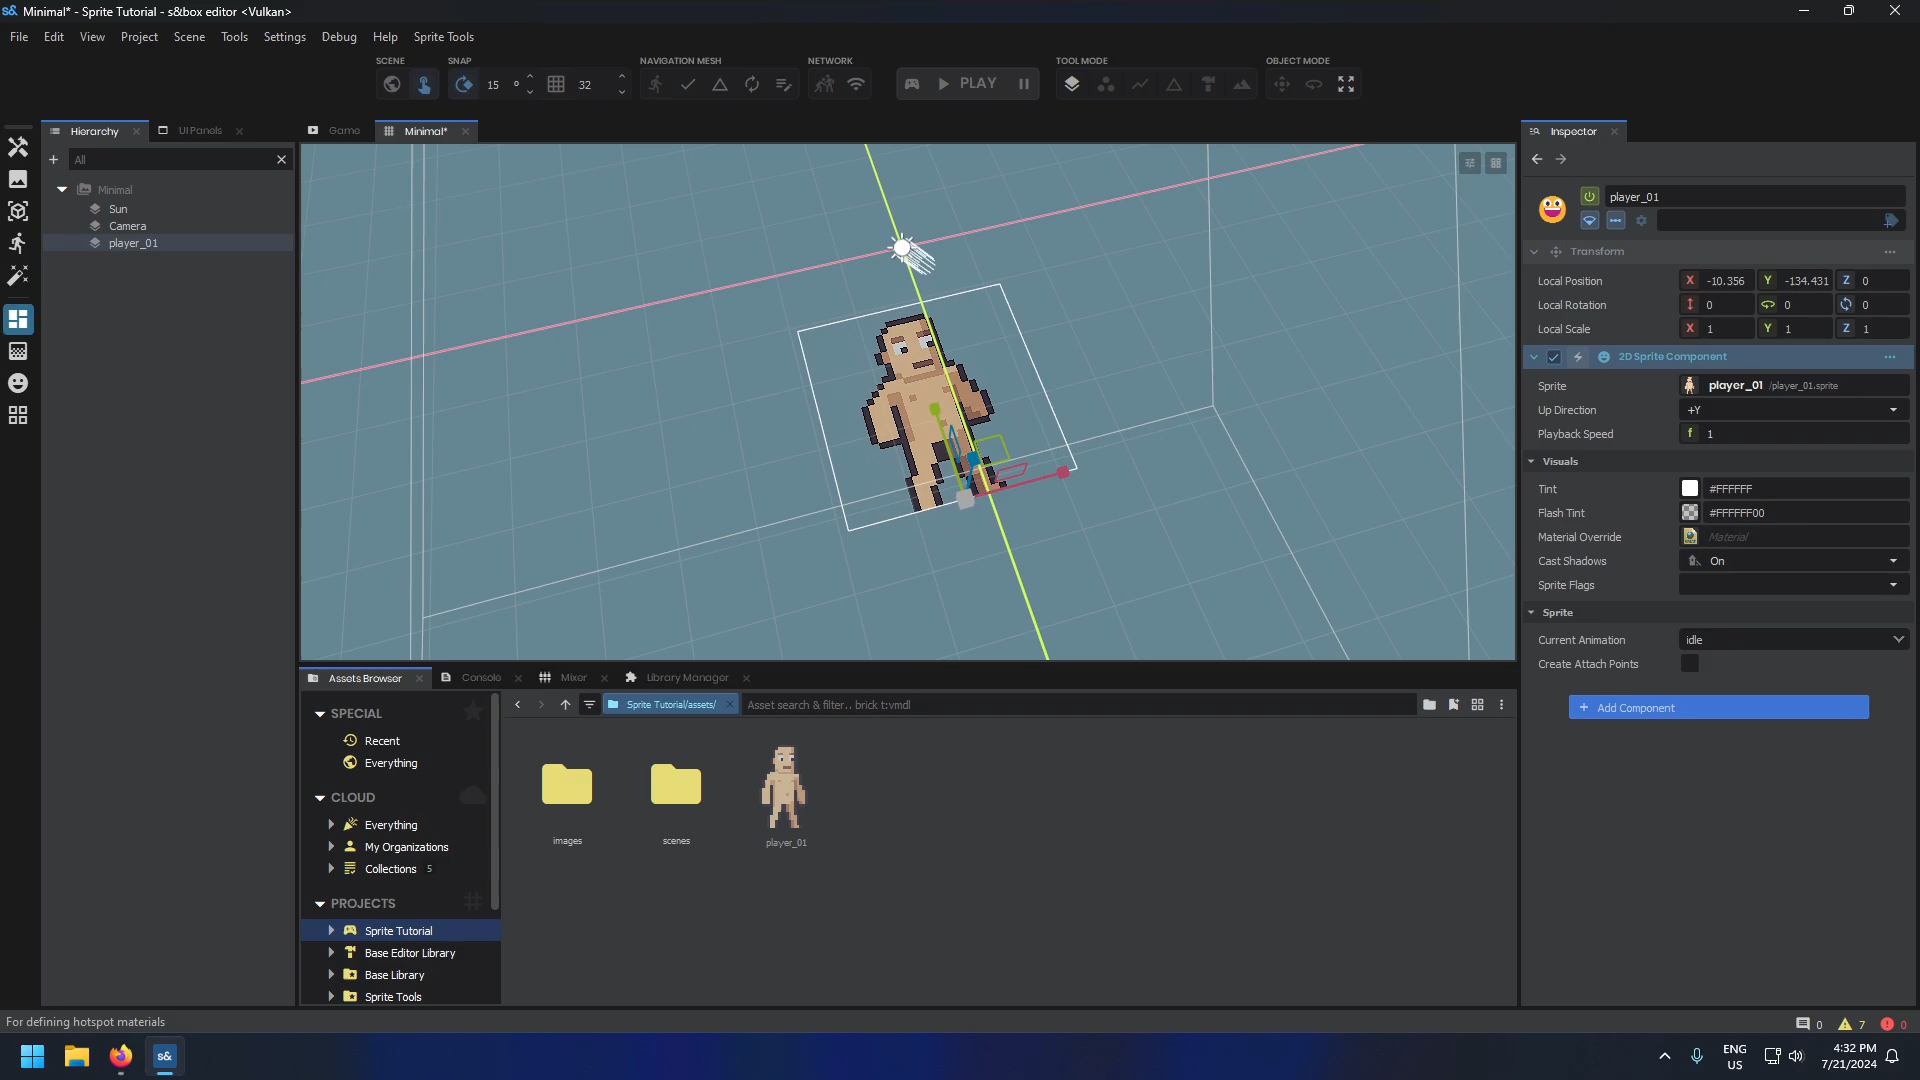 Minimal* - Sprite Tutorial - s&box editor <Vulkan>
File Edit View Project Scene Tools Settings Debug Help Sprite Tools
SCENE SNAP NAVIGATION MESH NETWORK TOOL MODE OBJECT MODE
15 ° 32 PLAY
Hierarchy UI Panels Game Minimal* Inspector
All
Minimal
Sun
Camera
player_01
player_01
Transform
Local Position X -10.356 Y -134.431 Z 0
Local Rotation 0 0 0
Local Scale X 1 Y 1 Z 1
2D Sprite Component
Sprite player_01 /player_01.sprite
Up Direction +Y
Playback Speed f 1
Visuals
Tint #FFFFFF
Flash Tint #FFFFFF00
Material Override Material
Cast Shadows On
Sprite Flags
Sprite
Current Animation idle
Create Attach Points
+ Add Component
Assets Browser Console Mixer Library Manager
Sprite Tutorial/assets/ Asset search & filter.. brick t:vmdl
SPECIAL
Recent
Everything
CLOUD
Everything
My Organizations
Collections 5
PROJECTS
Sprite Tutorial
Base Editor Library
Base Library
Sprite Tools
images
scenes
player_01
For defining hotspot materials
0 7 0
s&
ENG
US
4:32 PM
7/21/2024